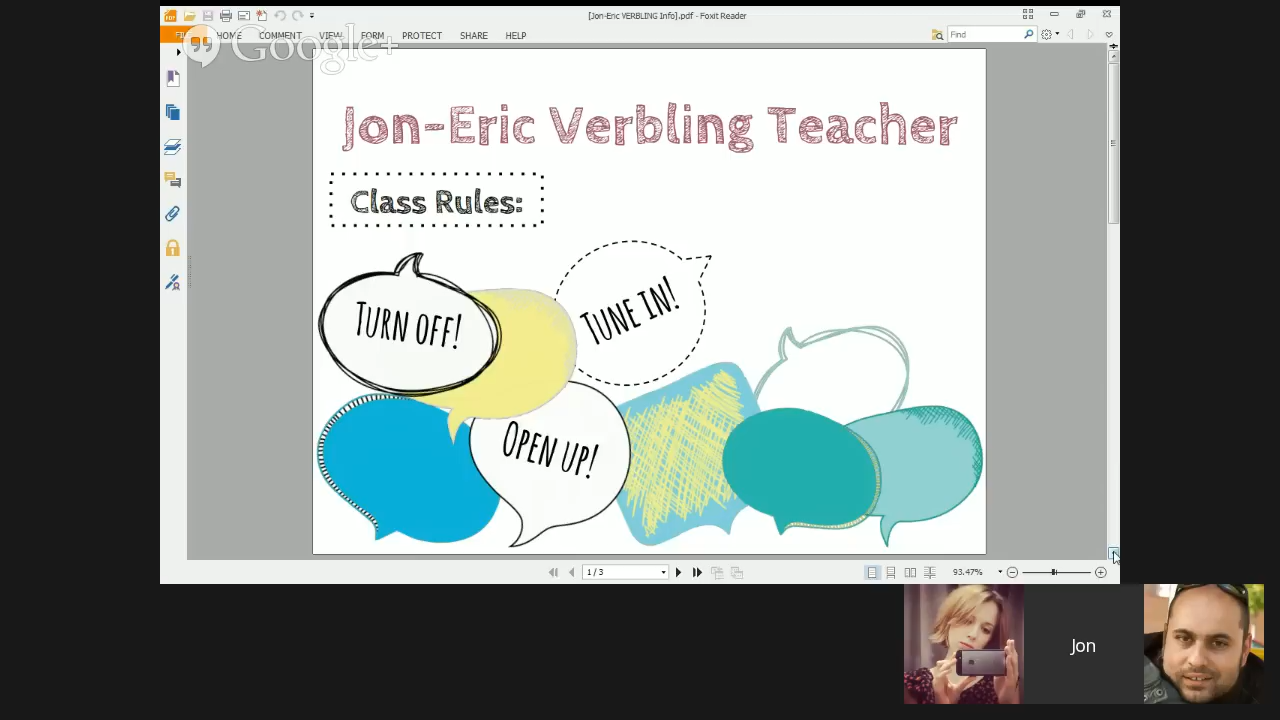 [Jon-Eric VERBLING Info].pdf - Foxit Reader
HOME COMMENT VIEW FORM PROTECT SHARE HELP
Find
Google+
Jon-Eric Verbling Teacher
Class Rules:
TURN OFF!
TUNE IN!
OPEN UP!
1 / 3
93.47%
Jon